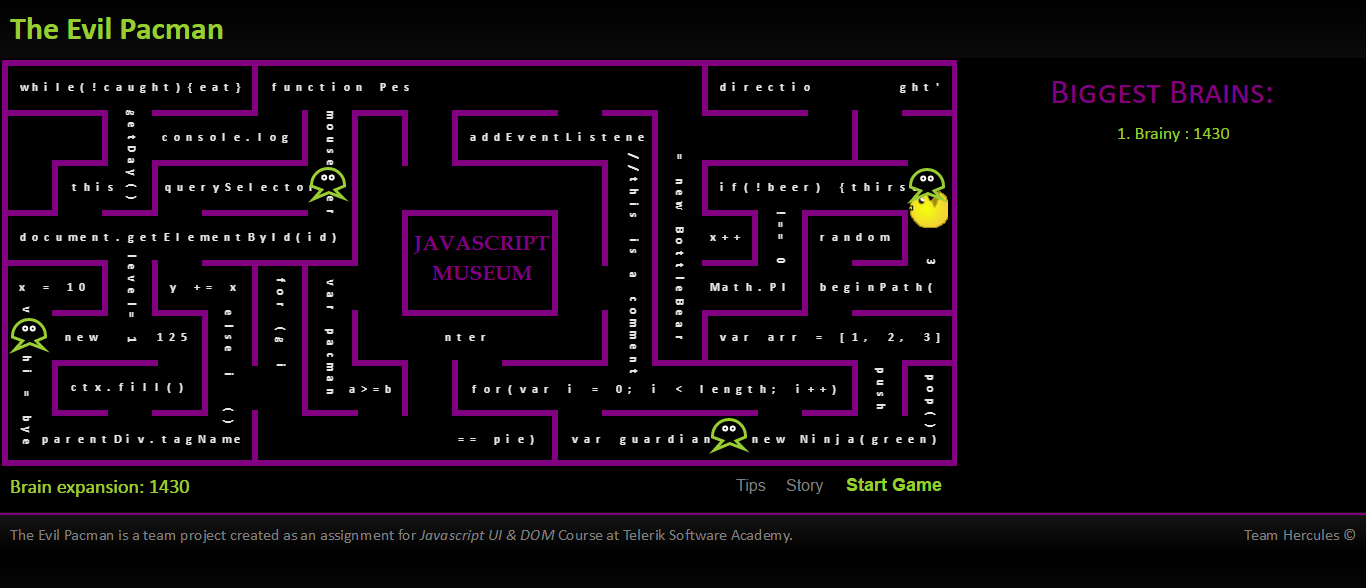 The Evil Pacman
while(!caught){eat}
function Pes
directio
ght'
BIGGEST BRAINS:
1. Brainy : 1430
getDay()
console.log
mouse
er
addEventListene
//this is a comment
= new BottleBear
this
querySelector
if(!beer) {thirs
document.getElementById(id)
JAVASCRIPT
MUSEUM
x++
!== 0
random
3
x = 10
level= 1
y += x
for (g i
var pacman
Math.PI
beginPath(
v
hi = bye
new
125
else i ()
nter
var arr = [1, 2, 3]
ctx.fill()
a>=b
for(var i = 0; i < length; i++)
push
pop()
parentDiv.tagName
== pie)
var guardian
new Ninja(green)
Brain expansion: 1430
Tips Story Start Game
The Evil Pacman is a team project created as an assignment for Javascript UI & DOM Course at Telerik Software Academy.
Team Hercules ©